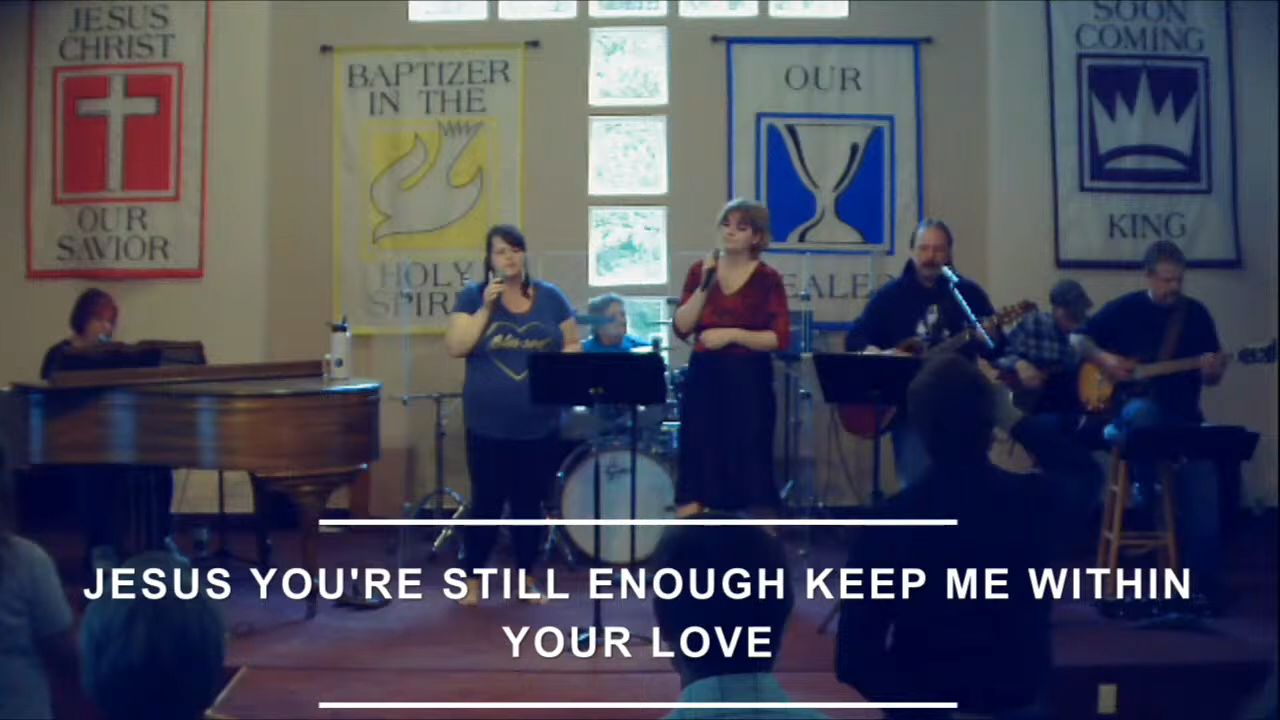 JESUS
CHRIST
OUR
SAVIOR
BAPTIZER
IN THE
HOLY
OUR
SOON
COMING
KING
Blessed
JESUS YOU'RE STILL ENOUGH KEEP ME WITHIN
YOUR LOVE